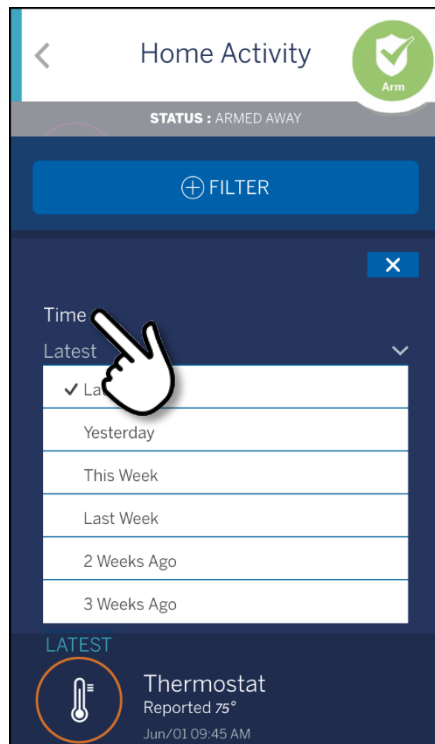 Home Activity
Arm
STATUS : ARMED AWAY
FILTER
Time
Latest
Yesterday
This Week
Last Week
2 Weeks Ago
3 Weeks Ago
LATEST
Thermostat
Reported 75°
Jun/01 09:45 AM